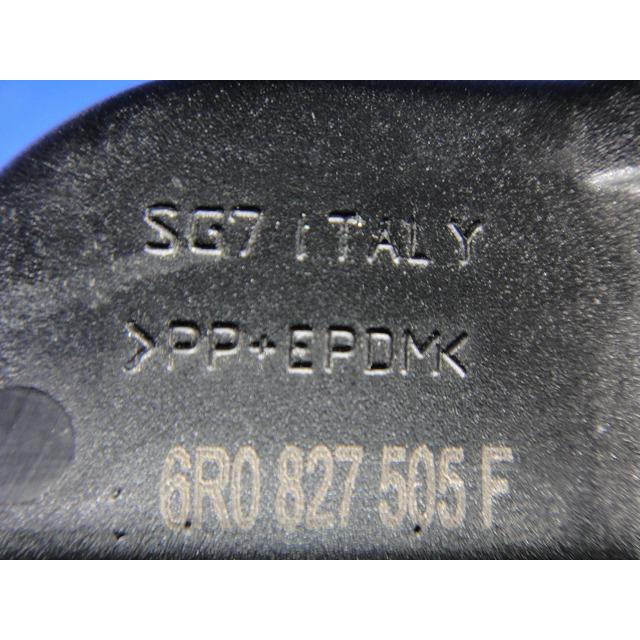 SG7 ITALY
>PP+EPDM<
6R0 827 505 F